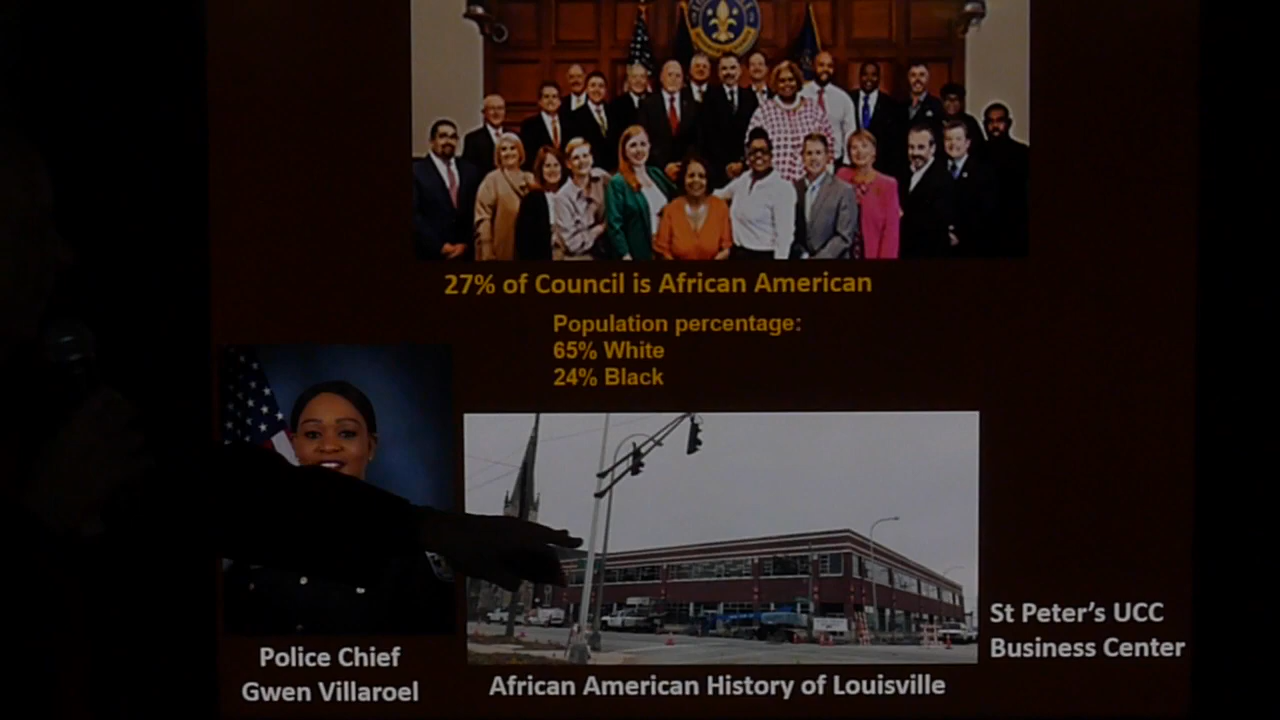 27% of Council is African American
Population percentage:
65% White
24% Black
St Peter's UCC
Business Center
Police Chief
Gwen Villaroel
African American History of Louisville